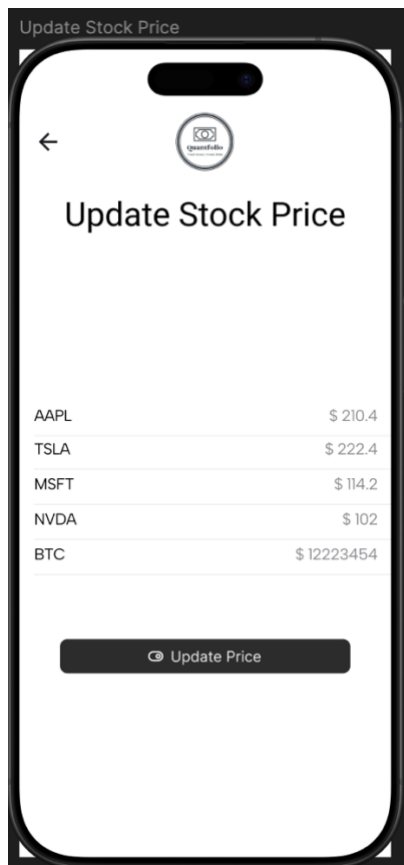 Update Stock Price
Quantfolio
Update Stock Price
AAPL $ 210.4
TSLA $ 222.4
MSFT $ 114.2
NVDA $ 102
BTC $ 12223454
Update Price